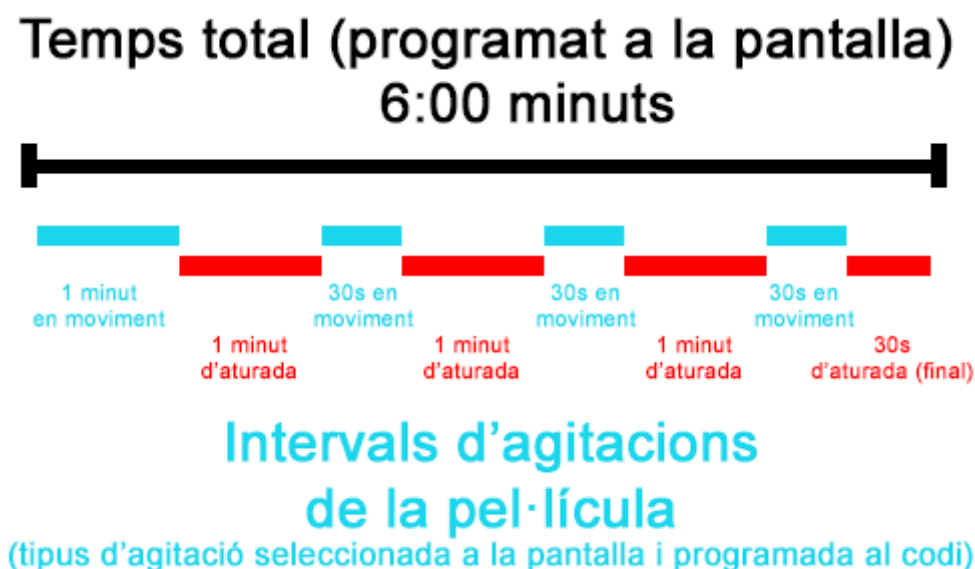 Temps total (programat a la pantalla)
6:00 minuts
1 minut
en moviment
30s en
moviment
30s en
moviment
30s en
moviment
1 minut
d'aturada
1 minut
d'aturada
1 minut
d'aturada
30s
d'aturada (final)
Intervals d'agitacions
de la pel·lícula
(tipus d'agitació seleccionada a la pantalla i programada al codi)